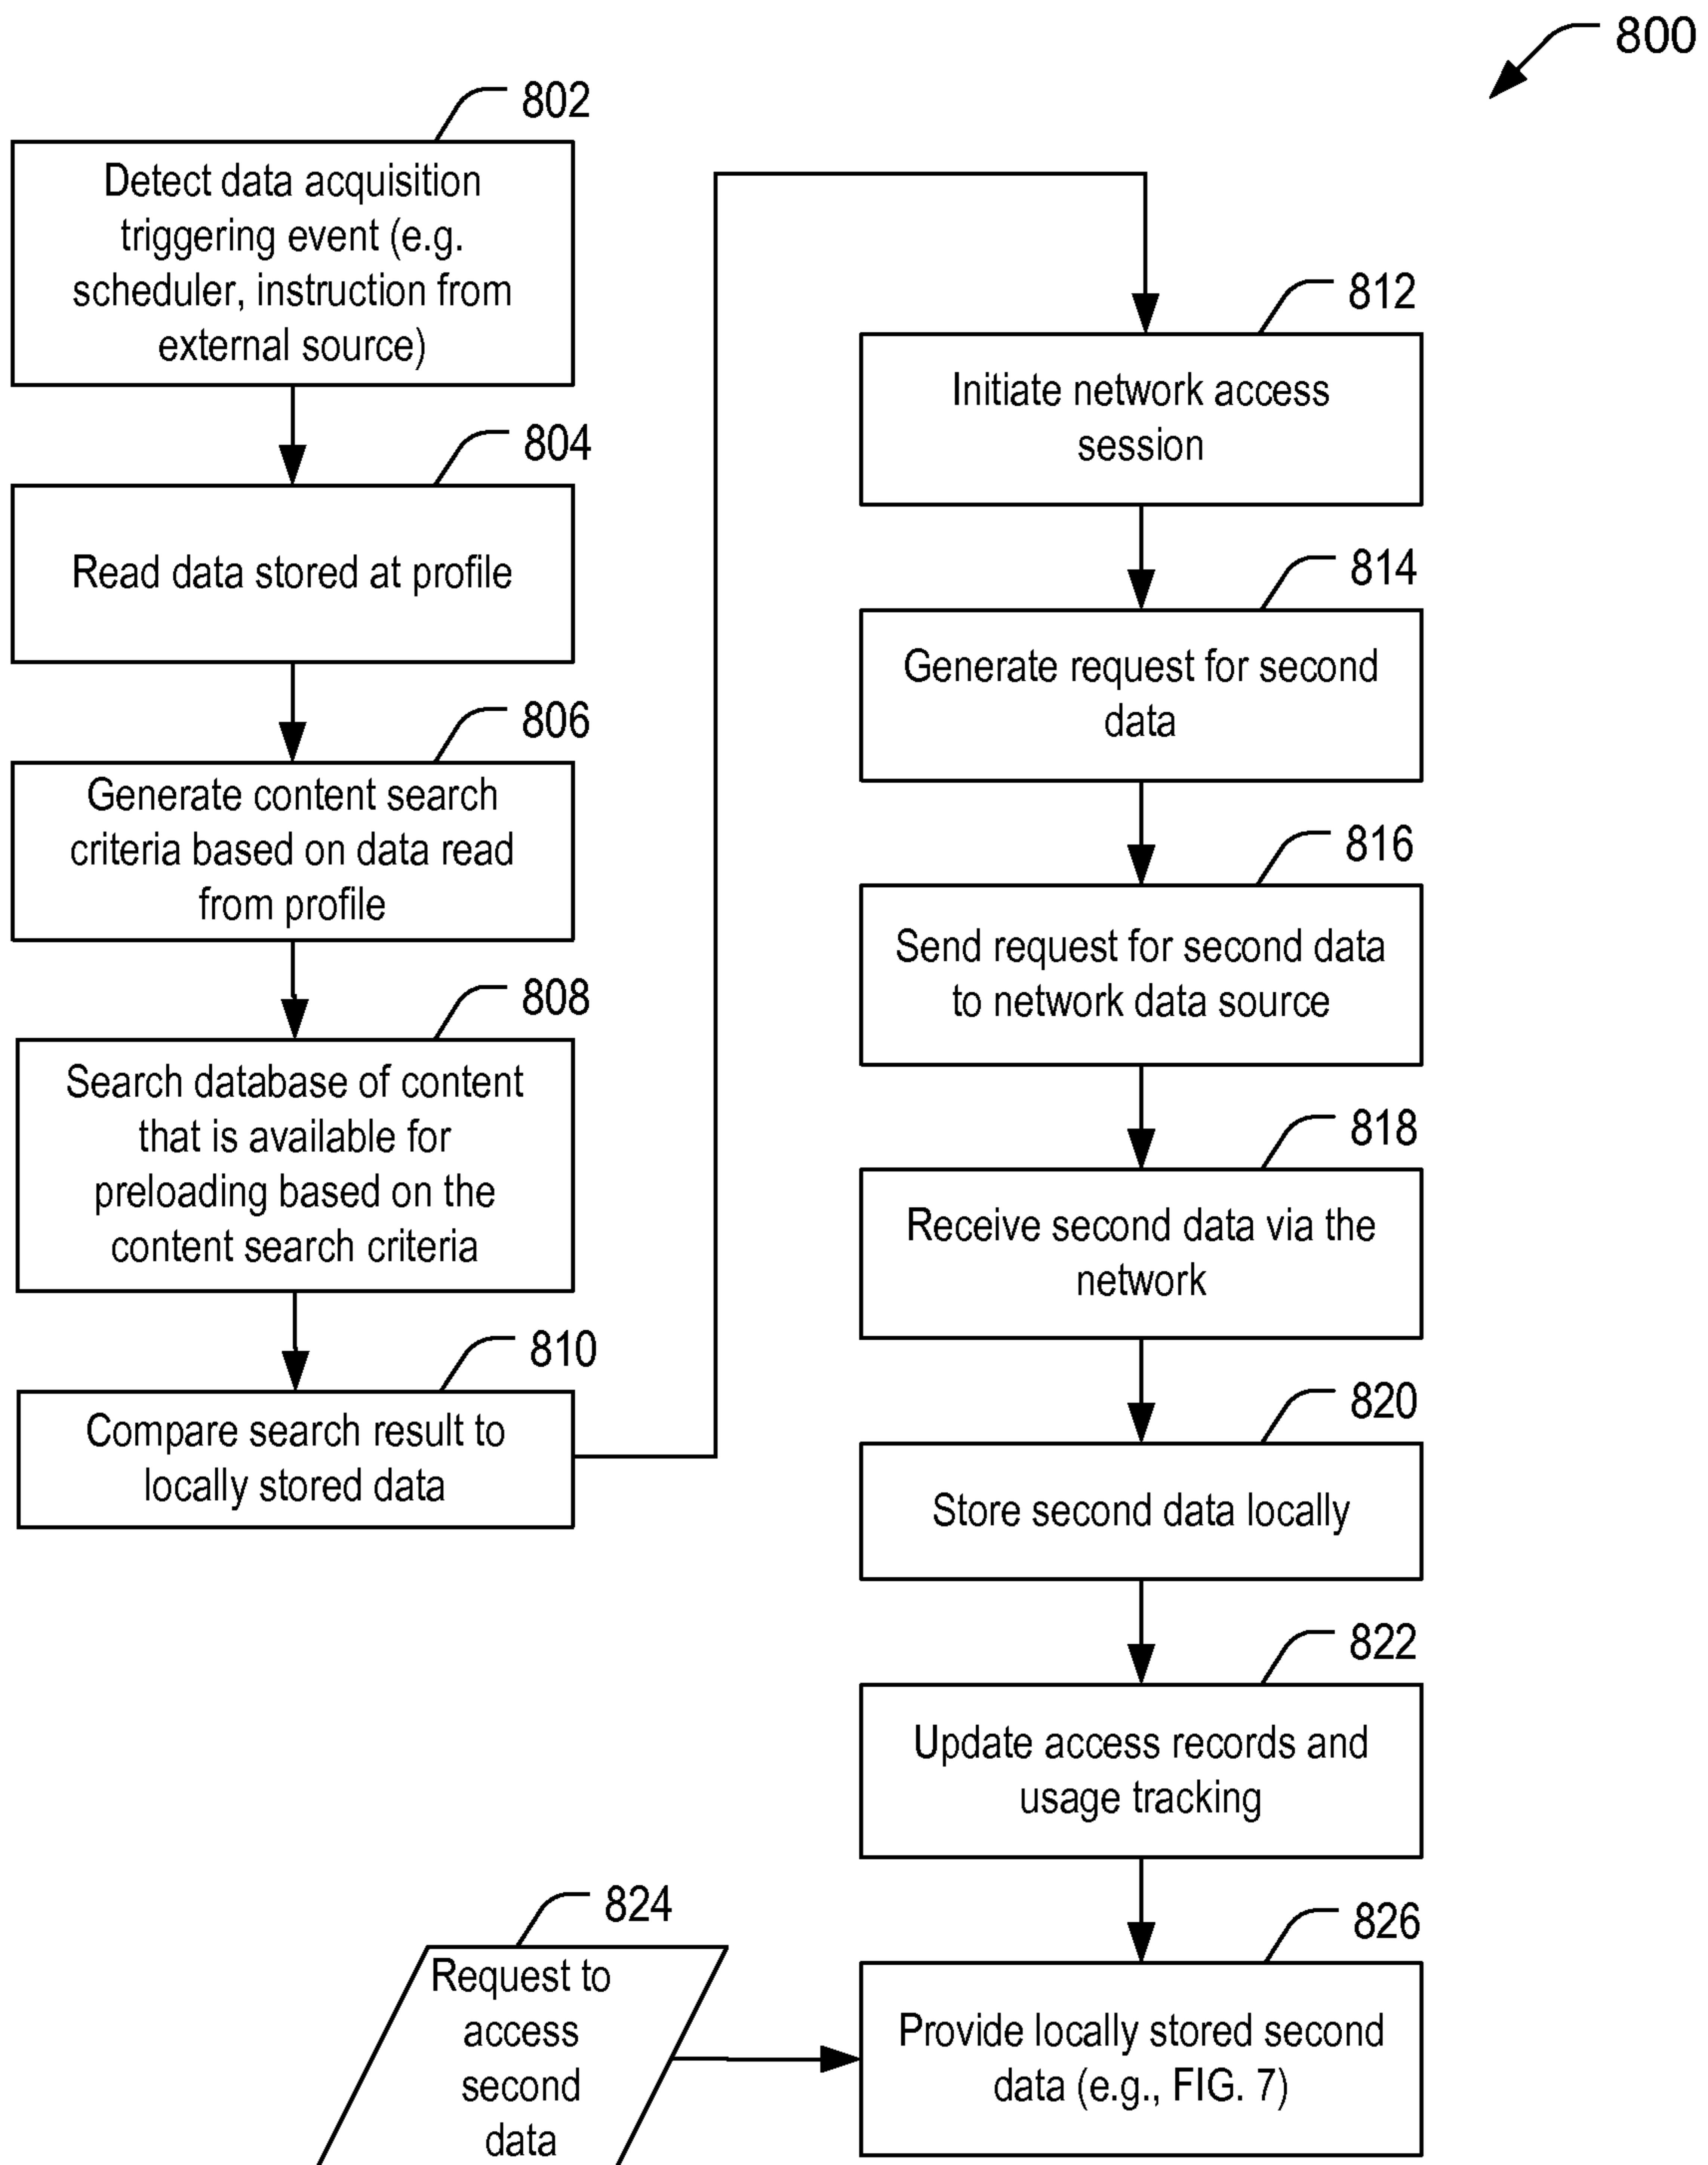 800
802
Detect data acquisition
triggering event (e.g.
scheduler, instruction from
external source)
804
Read data stored at profile
806
Generate content search
criteria based on data read
from profile
808
Search database of content
that is available for
preloading based on the
content search criteria
810
Compare search result to
locally stored data
812
Initiate network access
session
814
Generate request for second
data
816
Send request for second data
to network data source
818
Receive second data via the
network
820
Store second data locally
822
Update access records and
usage tracking
824
Request to
access
second
data
826
Provide locally stored second
data (e.g., FIG. 7)